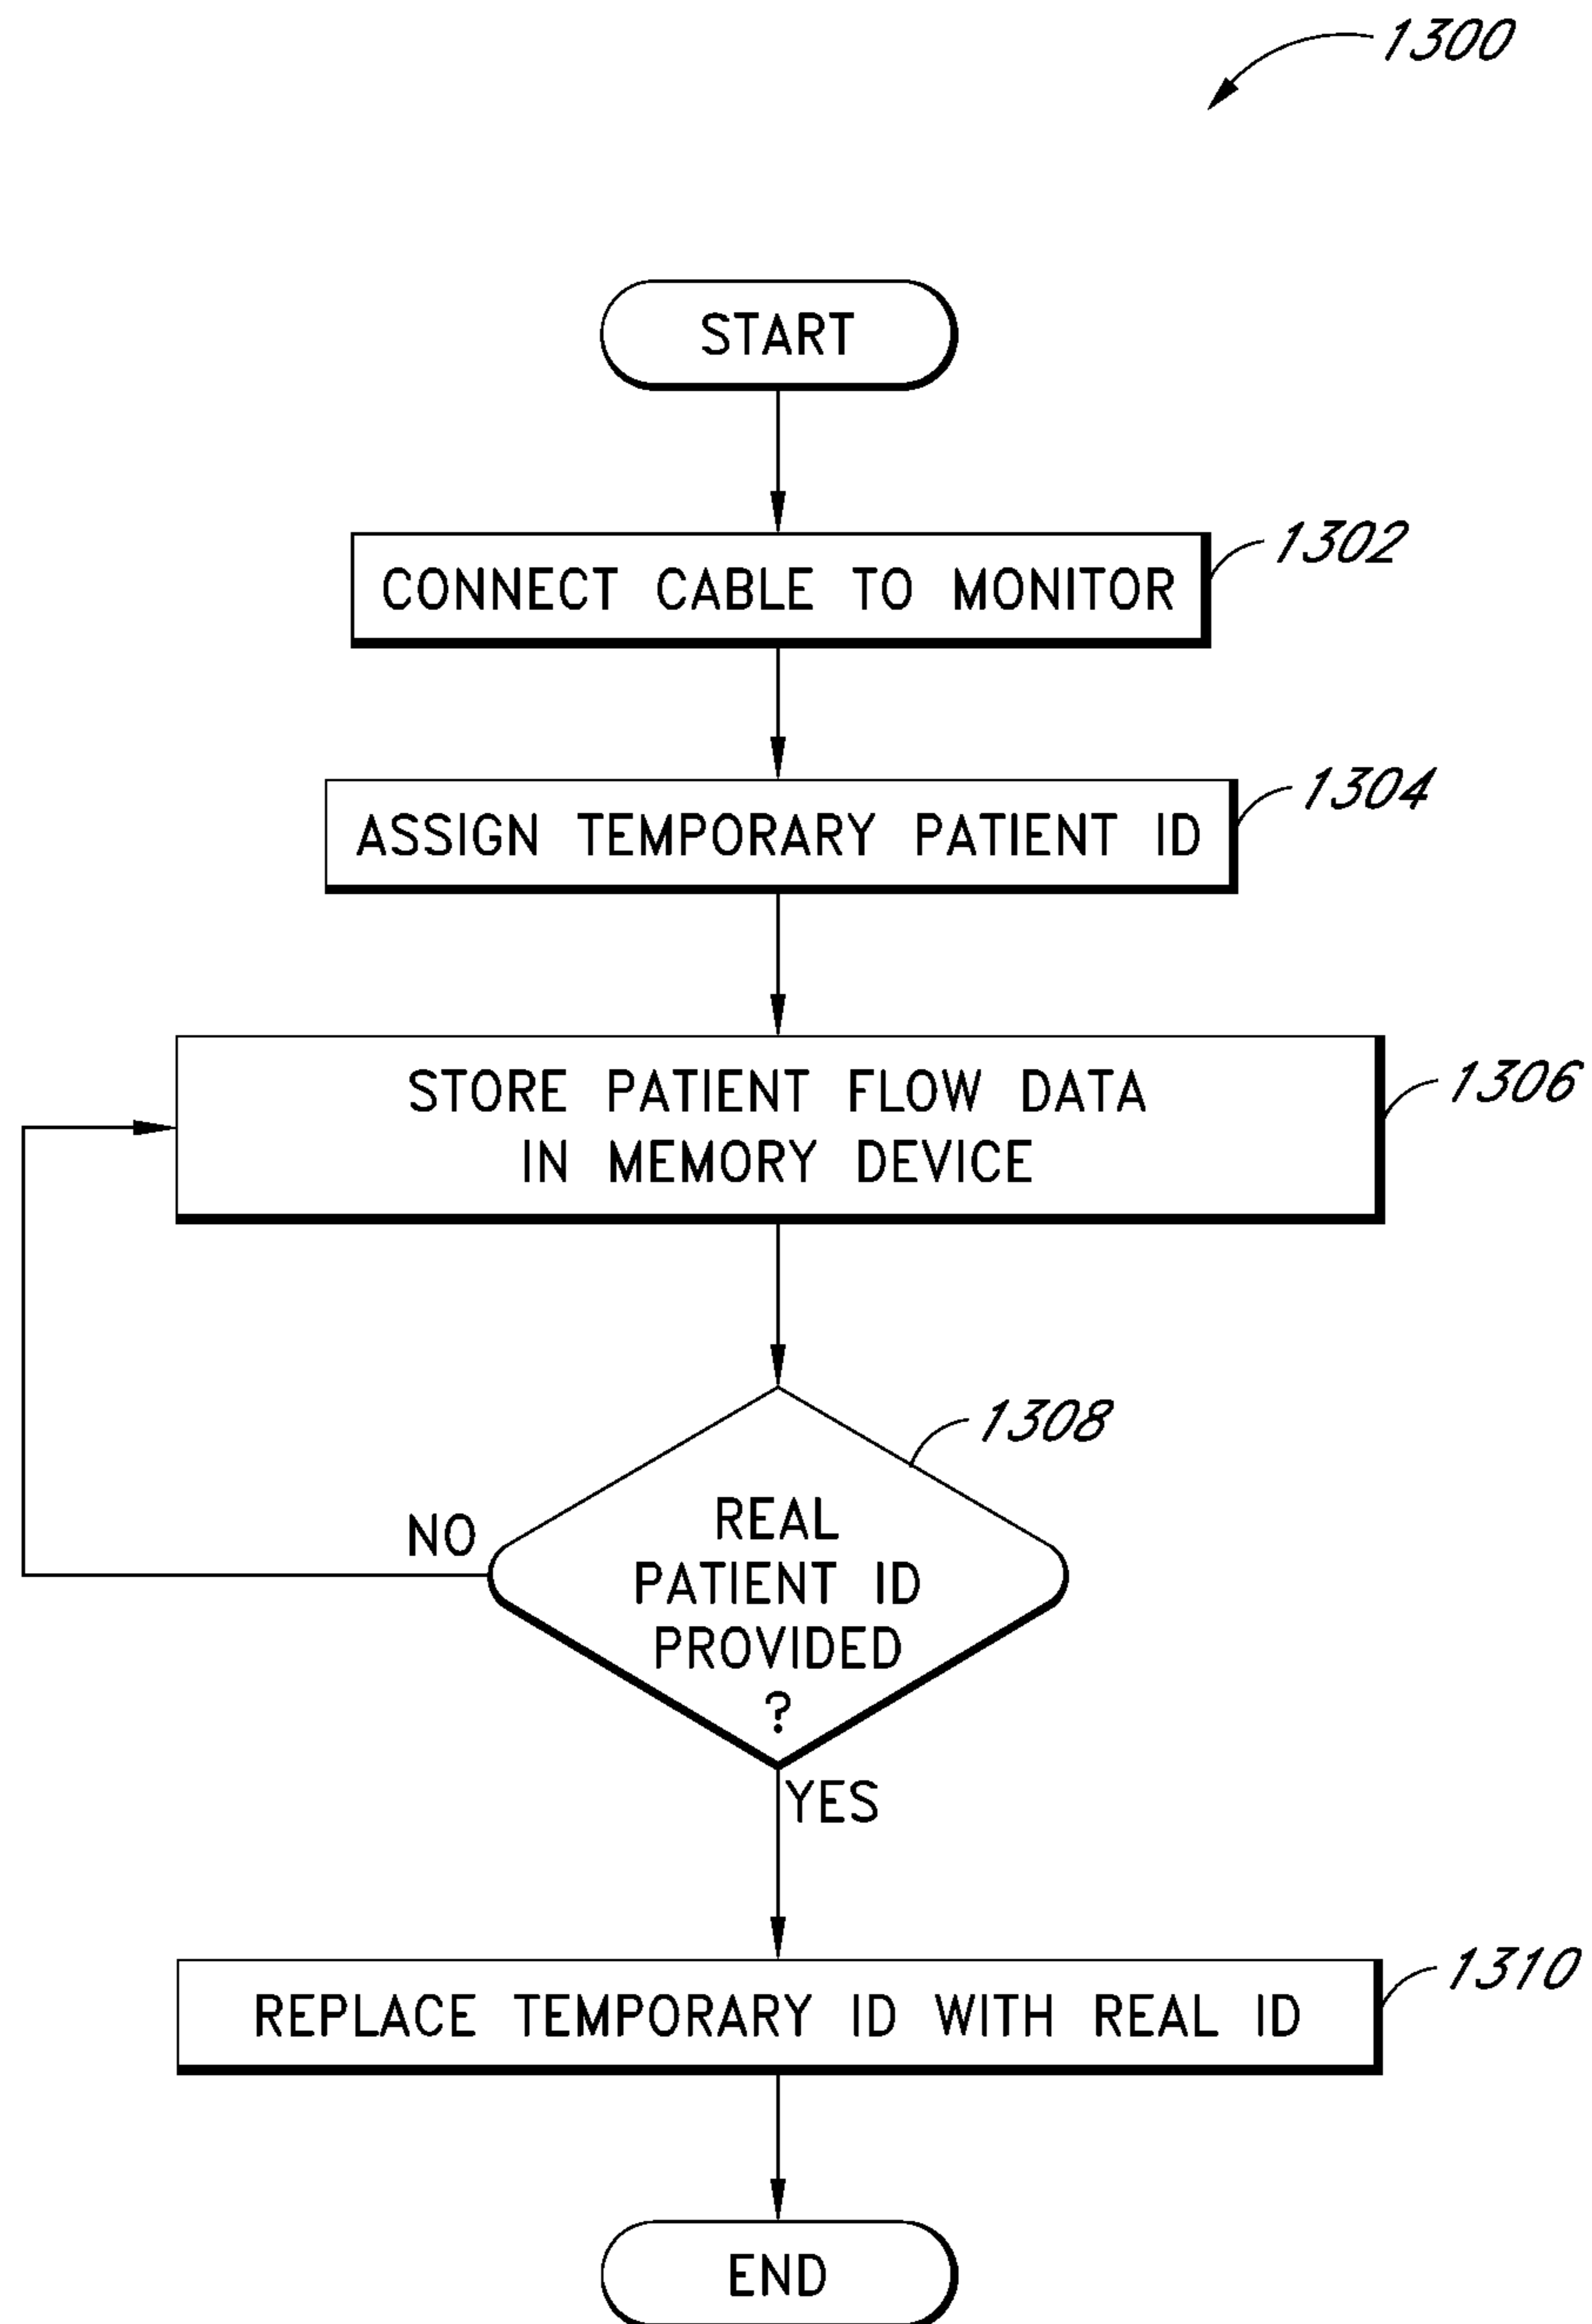 1300
START
CONNECT CABLE TO MONITOR
1302
ASSIGN TEMPORARY PATIENT ID
1304
STORE PATIENT FLOW DATA
IN MEMORY DEVICE
1306
1308
REAL
PATIENT ID
PROVIDED
?
NO
YES
REPLACE TEMPORARY ID WITH REAL ID
1310
END